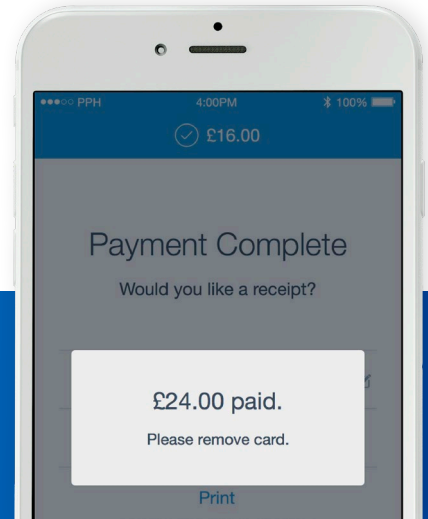 PPH 4:00PM 100%
£16.00
Payment Complete
Would you like a receipt?
£24.00 paid.
Please remove card.
Print